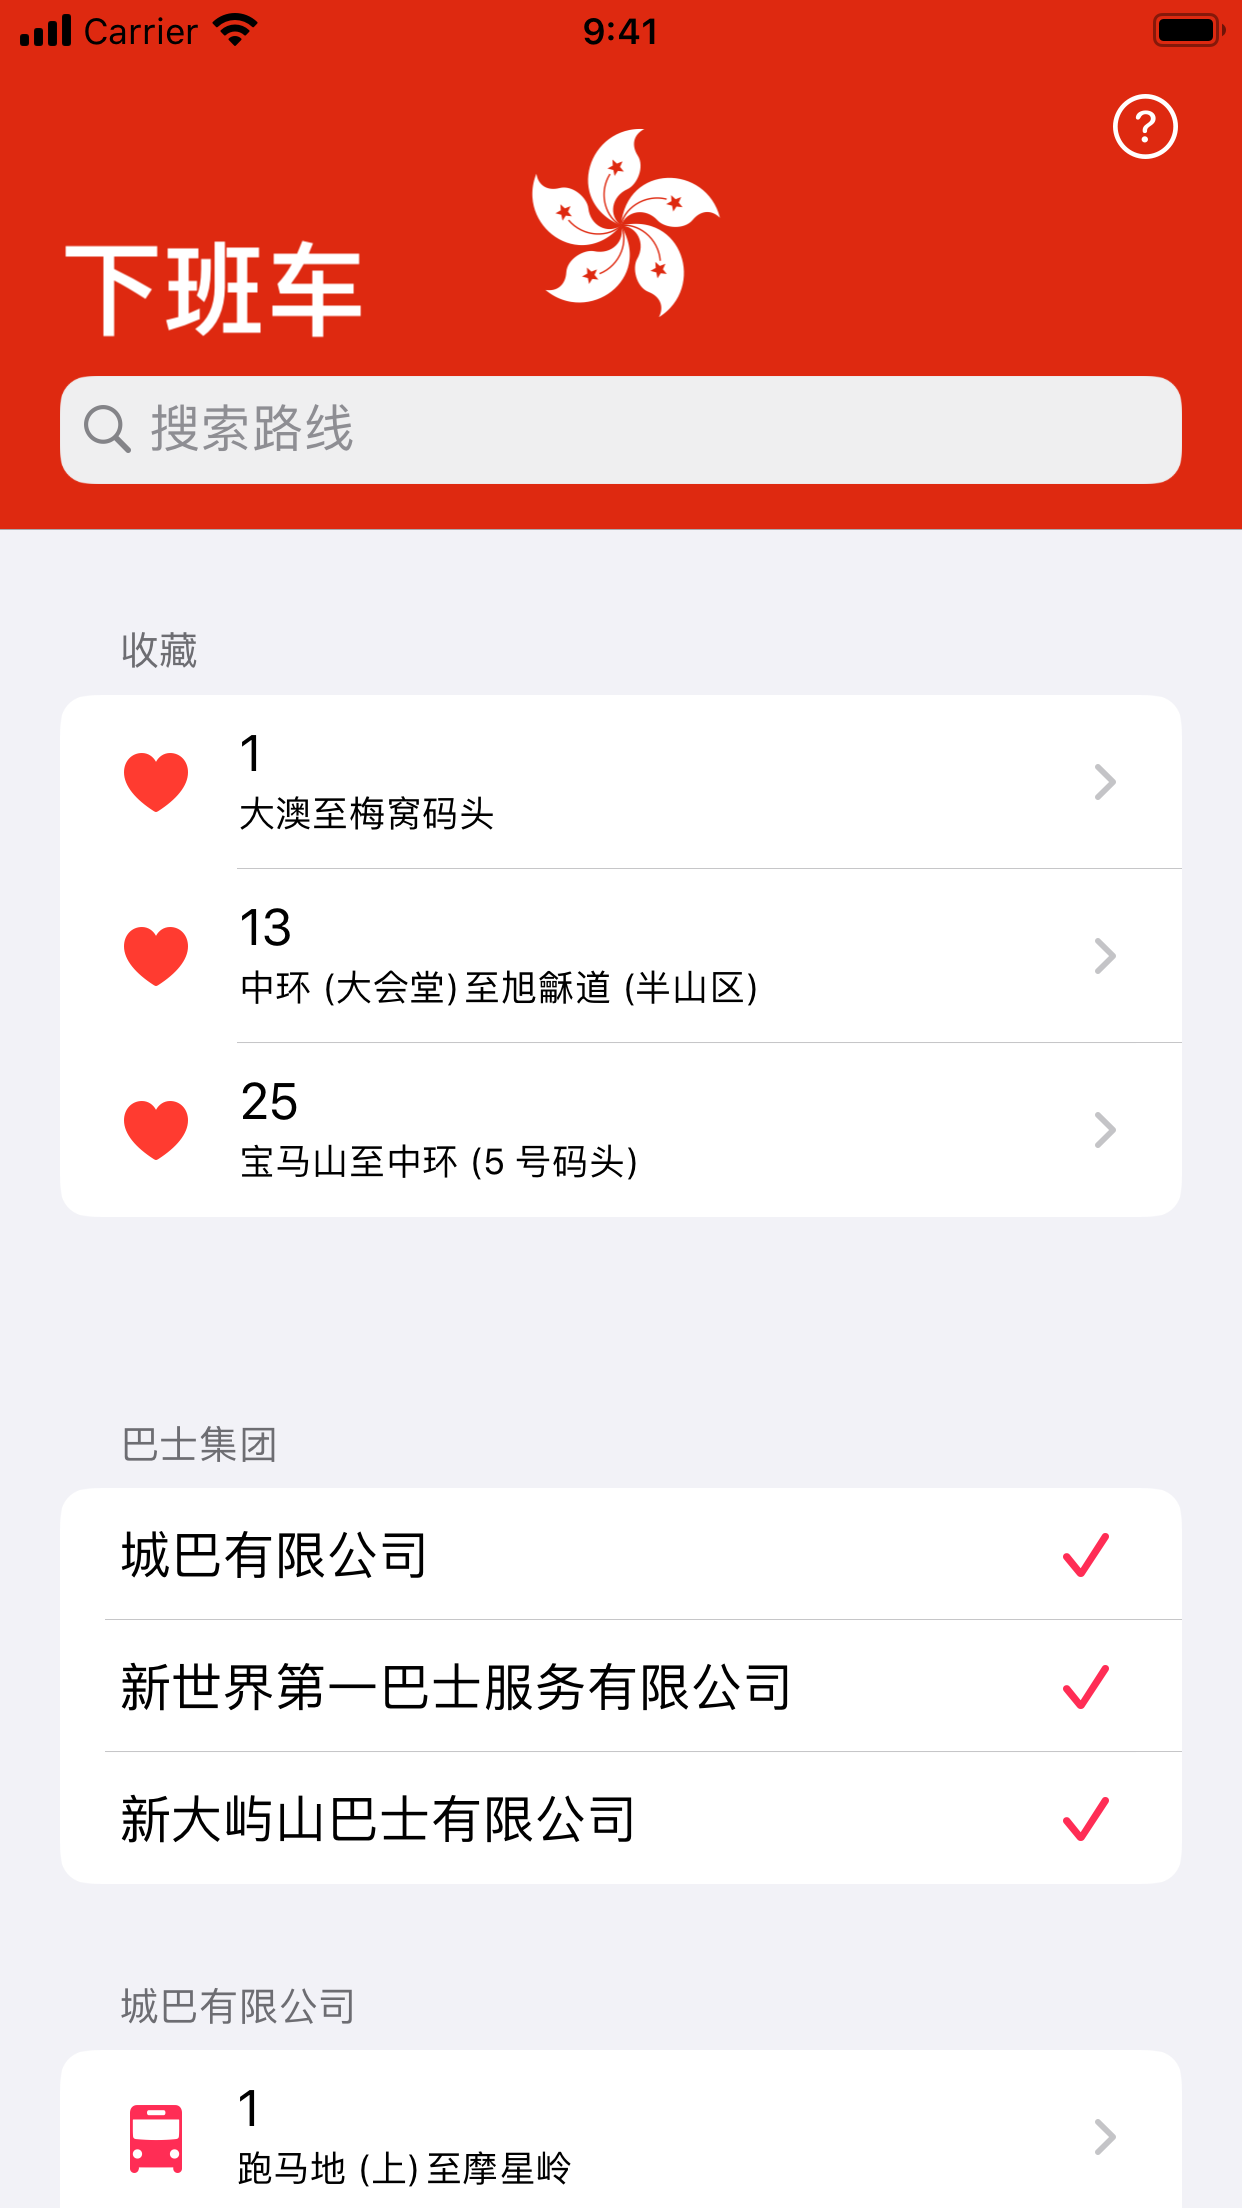 Carrier 9:41
?
下班车
搜索路线
收藏
1
大澳至梅窝码头
13
中环 (大会堂) 至旭龢道 (半山区)
25
宝马山至中环 (5 号码头)
巴士集团
城巴有限公司
新世界第一巴士服务有限公司
新大屿山巴士有限公司
城巴有限公司
1
跑马地 (上) 至摩星岭